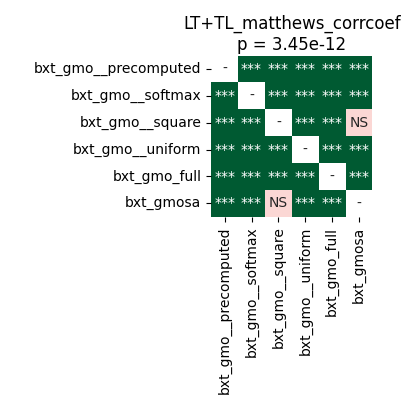 LT+TL_matthews_corrcoef
p = 3.45e-12
bxt_gmo__precomputed - *** *** *** *** ***
bxt_gmo__softmax *** - *** *** *** ***
bxt_gmo__square *** *** - *** *** NS
bxt_gmo__uniform *** *** *** - *** ***
bxt_gmo_full *** *** *** *** - ***
bxt_gmosa *** *** NS *** *** -
bxt_gmo__precomputed
bxt_gmo__softmax
bxt_gmo__square
bxt_gmo__uniform
bxt_gmo_full
bxt_gmosa